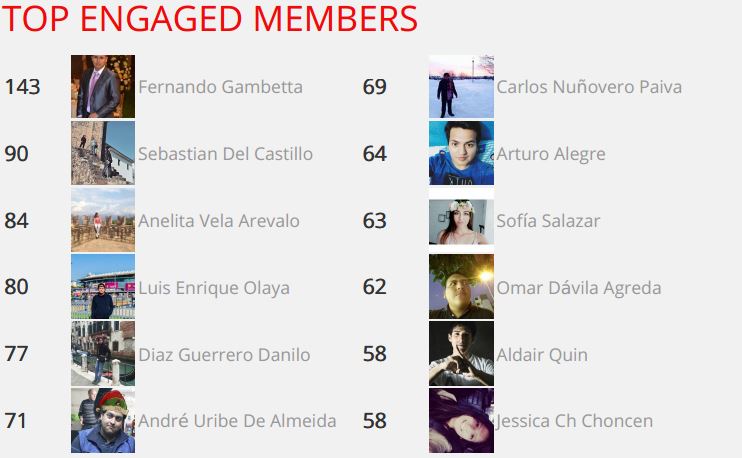 TOP ENGAGED MEMBERS
143 Fernando Gambetta
90 Sebastian Del Castillo
84 Anelita Vela Arevalo
80 Luis Enrique Olaya
77 Diaz Guerrero Danilo
71 André Uribe De Almeida
69 Carlos Nuñovero Paiva
64 Arturo Alegre
63 Sofía Salazar
62 Omar Dávila Agreda
58 Aldair Quin
58 Jessica Ch Choncen